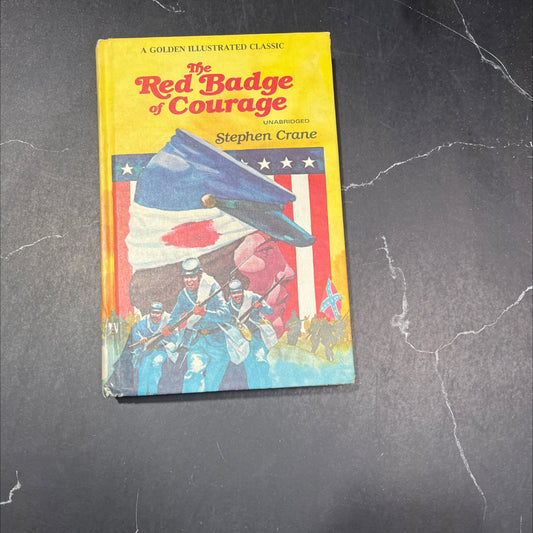 A GOLDEN ILLUSTRATED CLASSIC
The
Red Badge
of Courage
UNABRIDGED
Stephen Crane